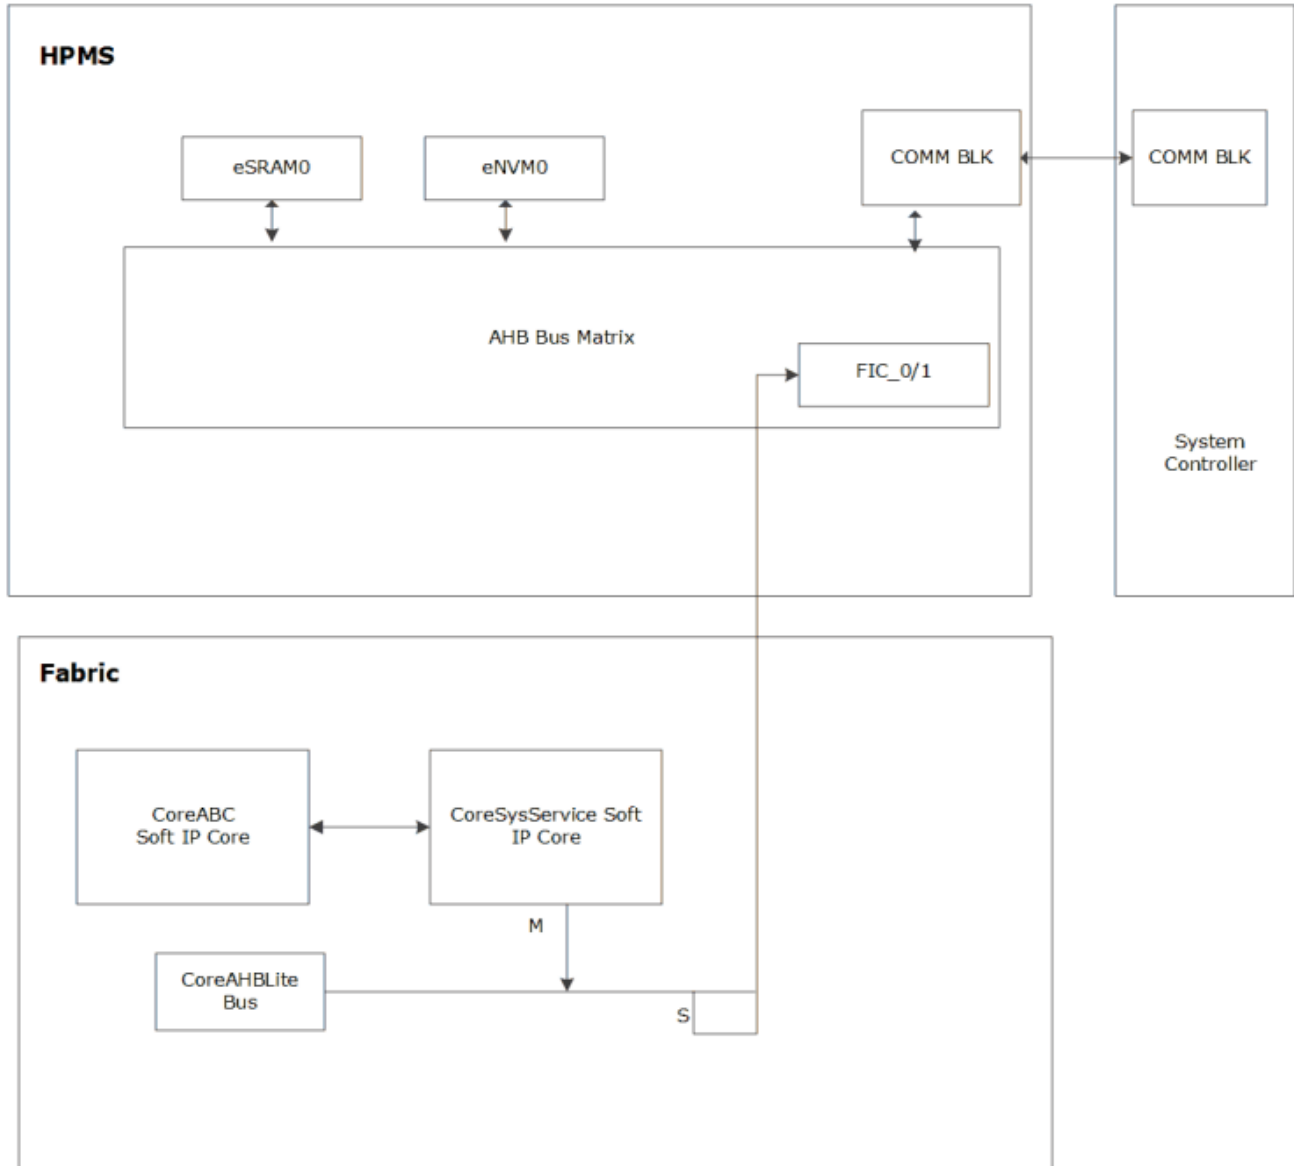 HPMS
eSRAM0
eNVM0
COMM BLK
COMM BLK
AHB Bus Matrix
FIC_0/1
System
Controller
Fabric
CoreABC
Soft IP Core
CoreSysService Soft
IP Core
M
CoreAHBLite
Bus
S